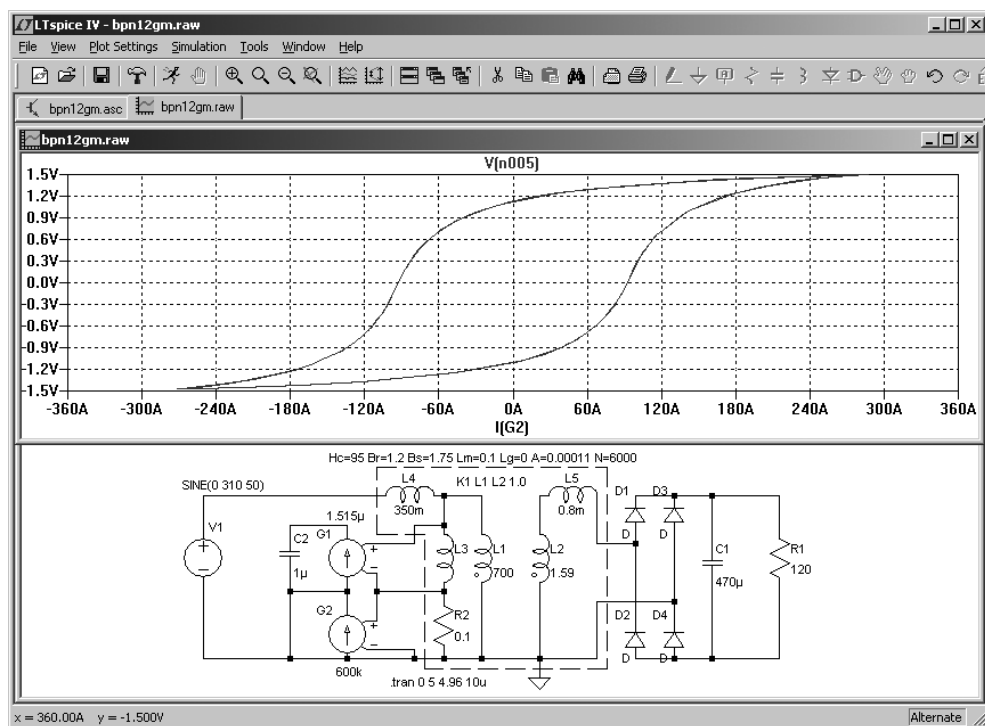 LTspice IV - bpn12gm.raw
File View Plot Settings Simulation Tools Window Help
bpn12gm.asc bpn12gm.raw
bpn12gm.raw
V(n005)
1.5V
1.2V
0.9V
0.6V
0.3V
0.0V
-0.3V
-0.6V
-0.9V
-1.2V
-1.5V
-360A -300A -240A -180A -120A -60A 0A 60A 120A 180A 240A 300A 360A
I(G2)
Hc=95 Br=1.2 Bs=1.75 Lm=0.1 Lg=0 A=0.00011 N=6000
SINE(0 310 50) L4 K1 L1 L2 1.0 L5 D1 D3
350m 0.8m
1.515µ
V1 C2 G1 D D
L3 L1 L2 C1 R1
1µ 700 1.59 470µ 120
G2 R2 D2 D4
0.1 D D
600k
.tran 0 5 4.96 10u
x = 360.00A y = -1.500V Alternate